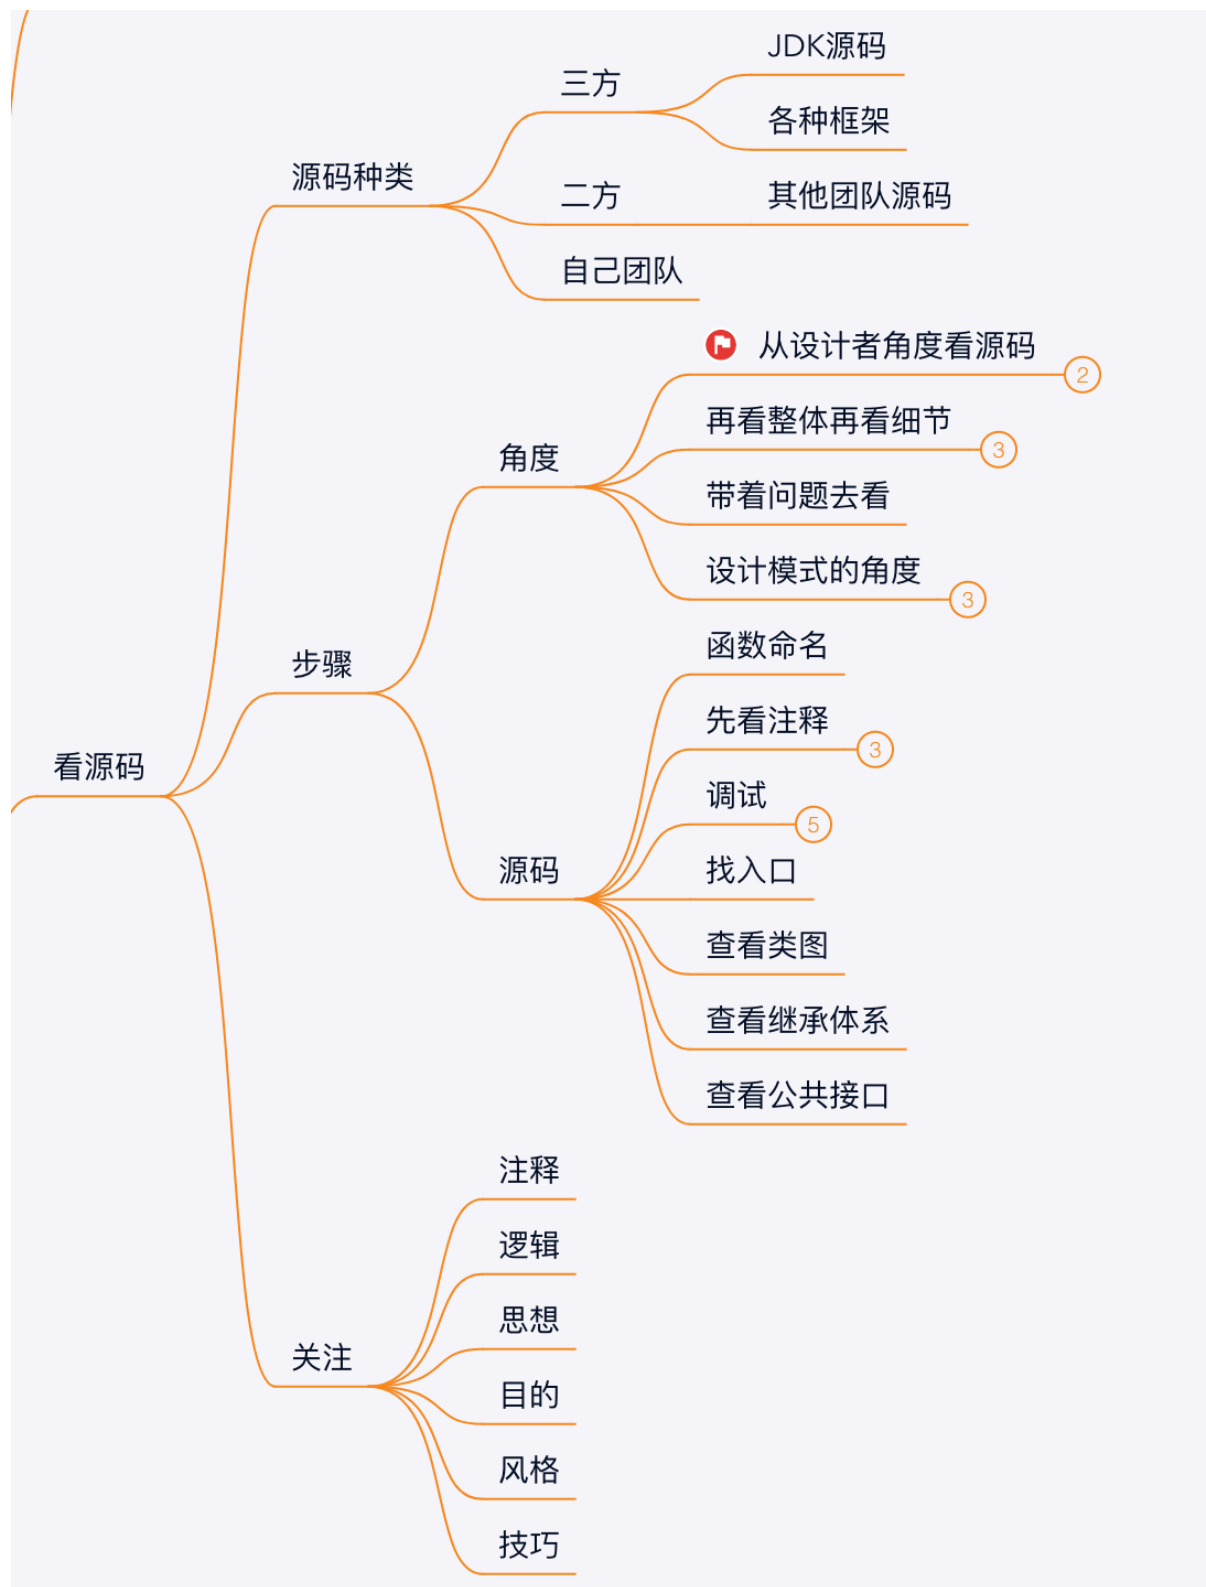 JDK源码
三方
各种框架
源码种类
二方
其他团队源码
自己团队
从设计者角度看源码
2
再看整体再看细节
3
角度
带着问题去看
设计模式的角度
3
函数命名
步骤
先看注释
3
看源码
调试
5
源码
找入口
查看类图
查看继承体系
查看公共接口
注释
逻辑
思想
关注
目的
风格
技巧